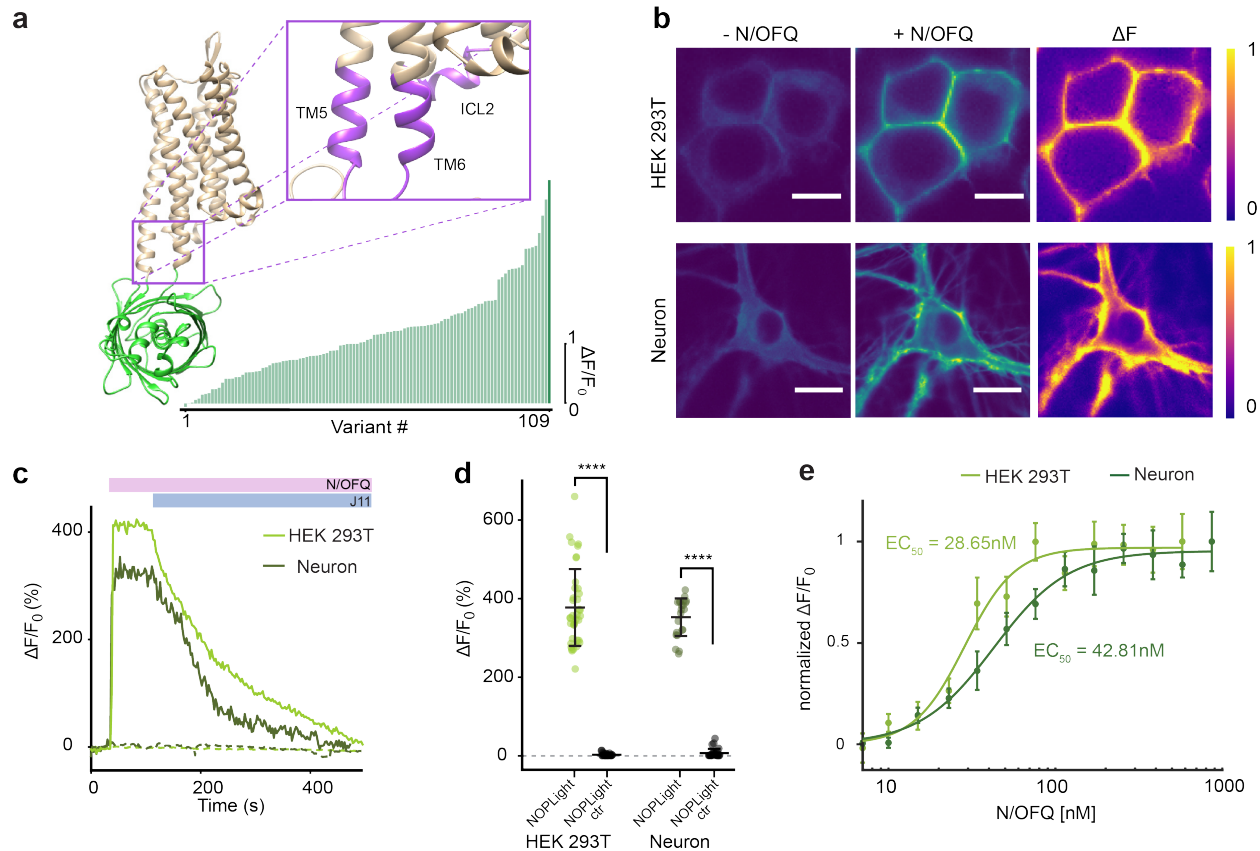 a
TM5
ICL2
TM6
1
ΔF/F0
0
1
Variant #
109
b
- N/OFQ
+ N/OFQ
ΔF
HEK 293T
1
0
Neuron
1
0
c
N/OFQ
J11
HEK 293T
Neuron
ΔF/F0 (%)
400
200
0
0
200
400
Time (s)
d
****
****
ΔF/F0 (%)
600
400
200
0
NOPLight
NOPLight
ctr
NOPLight
NOPLight
ctr
HEK 293T
Neuron
e
HEK 293T
Neuron
EC50 = 28.65nM
EC50 = 42.81nM
normalized ΔF/F0
1
0.5
0
10
100
1000
N/OFQ [nM]